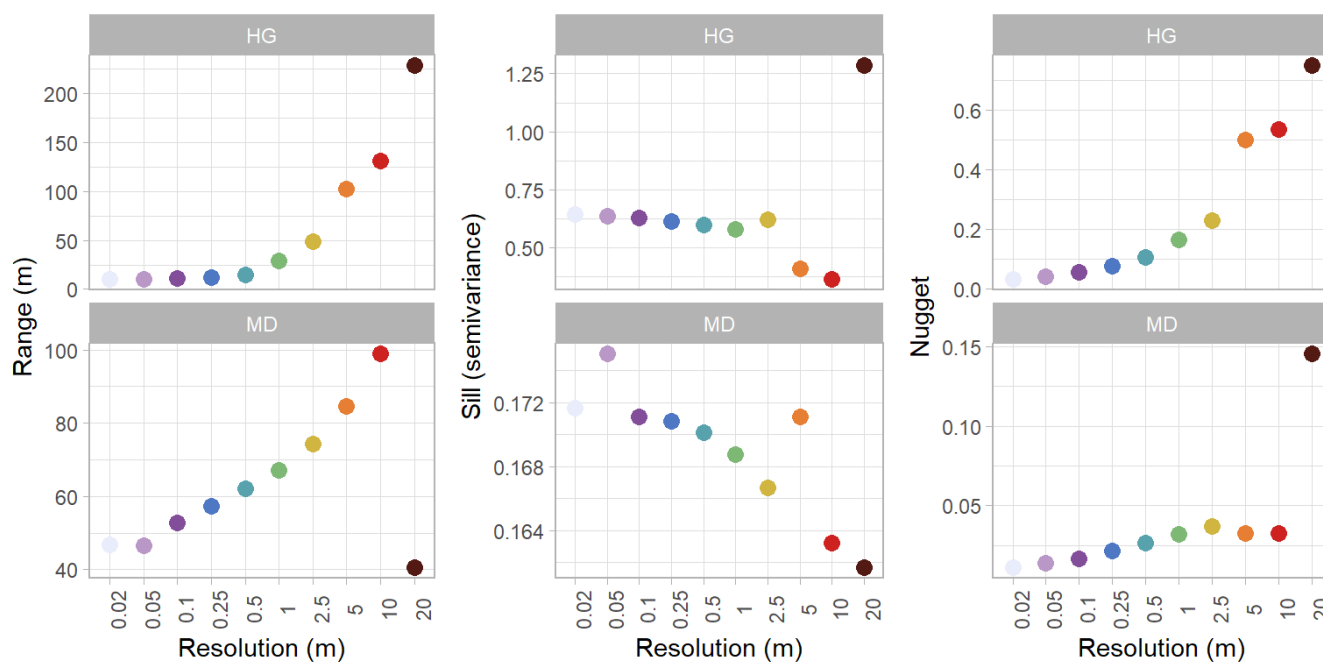 HG
Range (m)
200
150
100
50
0
MD
100
80
60
40
0.02 0.05 0.1 0.25 0.5 1 2.5 5 10 20
Resolution (m)
HG
Sill (semivariance)
1.25
1.00
0.75
0.50
MD
0.172
0.168
0.164
0.02 0.05 0.1 0.25 0.5 1 2.5 5 10 20
Resolution (m)
HG
Nugget
0.6
0.4
0.2
0.0
MD
0.15
0.10
0.05
0.02 0.05 0.1 0.25 0.5 1 2.5 5 10 20
Resolution (m)